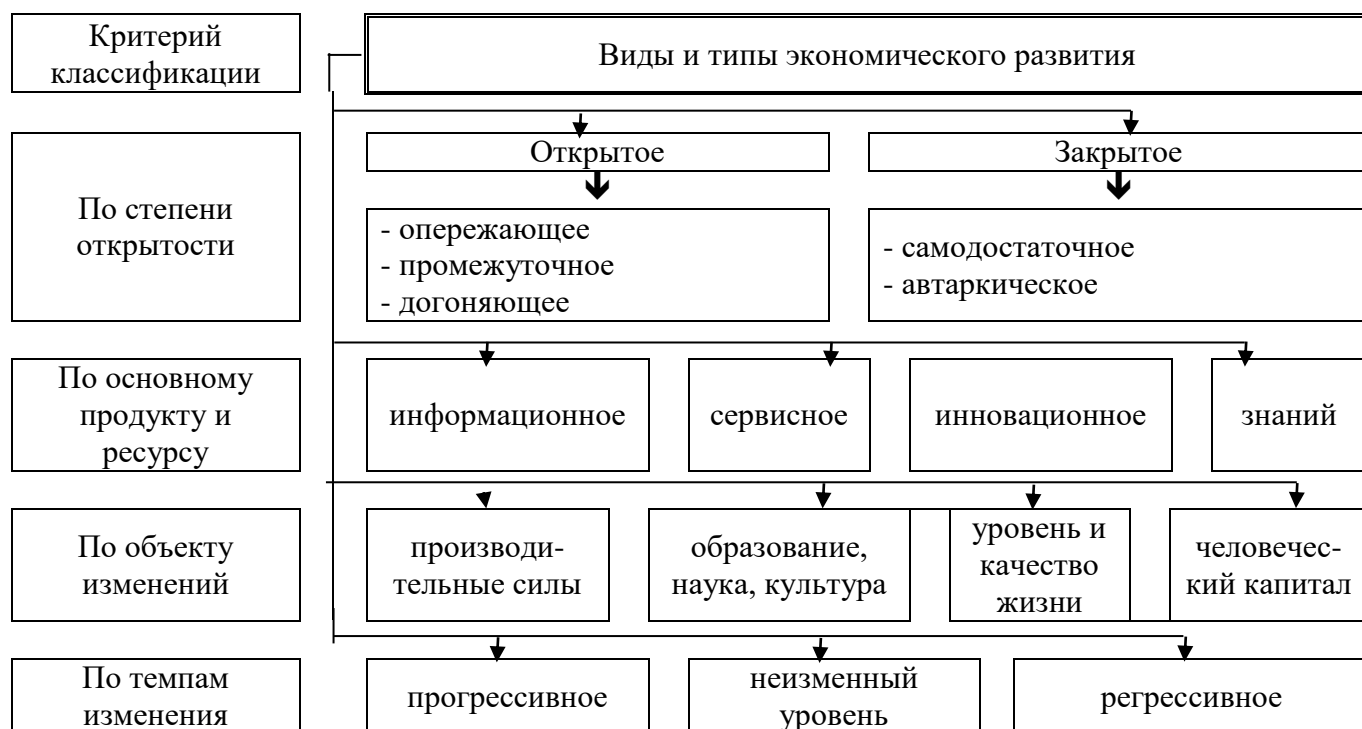 Критерий
классификации
Виды и типы экономического развития
По степени
открытости
Открытое
Закрытое
- опережающее
- промежуточное
- догоняющее
- самодостаточное
- автаркическое
По основному
продукту и
ресурсу
информационное
сервисное
инновационное
знаний
По объекту
изменений
производи-
тельные силы
образование,
наука, культура
уровень и
качество
жизни
человечес-
кий капитал
По темпам
изменения
прогрессивное
неизменный
уровень
регрессивное